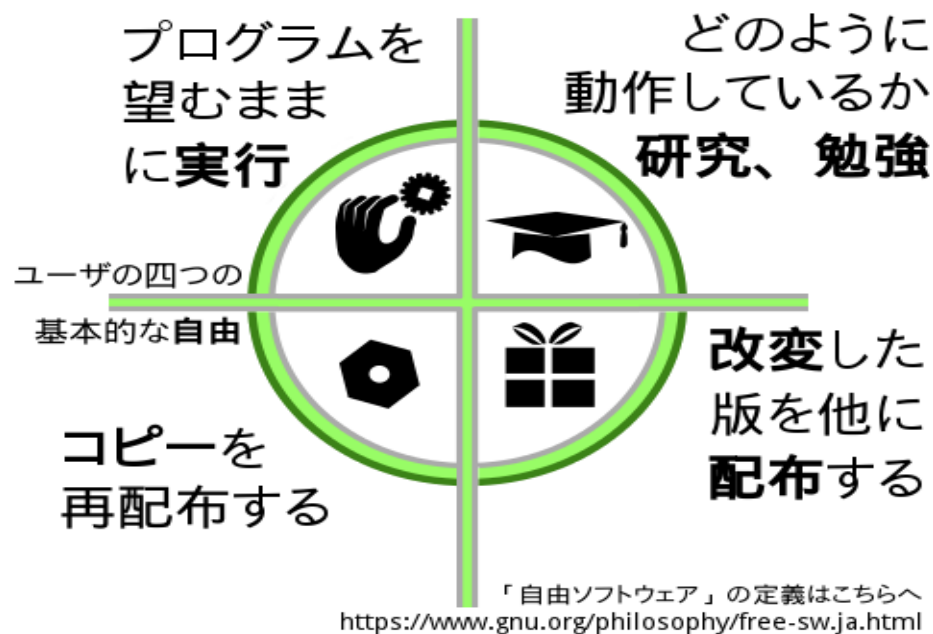 プログラムを
望むまま
に実行
どのように
動作しているか
研究、勉強
ユーザの四つの
基本的な自由
コピーを
再配布する
改変した
版を他に
配布する
「自由ソフトウェア」の定義はこちらへ
https://www.gnu.org/philosophy/free-sw.ja.html